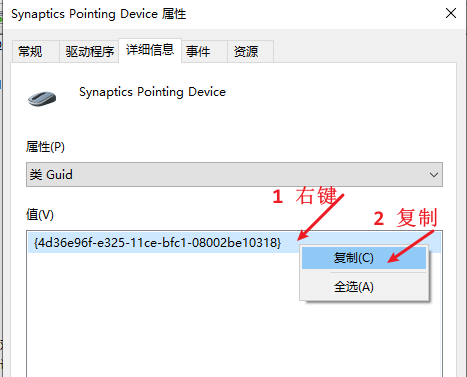 Synaptics Pointing Device 属性
常规 驱动程序 详细信息 事件 资源
Synaptics Pointing Device
属性(P)
类 Guid
1 右键
值(V)
2 复制
{4d36e96f-e325-11ce-bfc1-08002be10318}
复制(C)
全选(A)